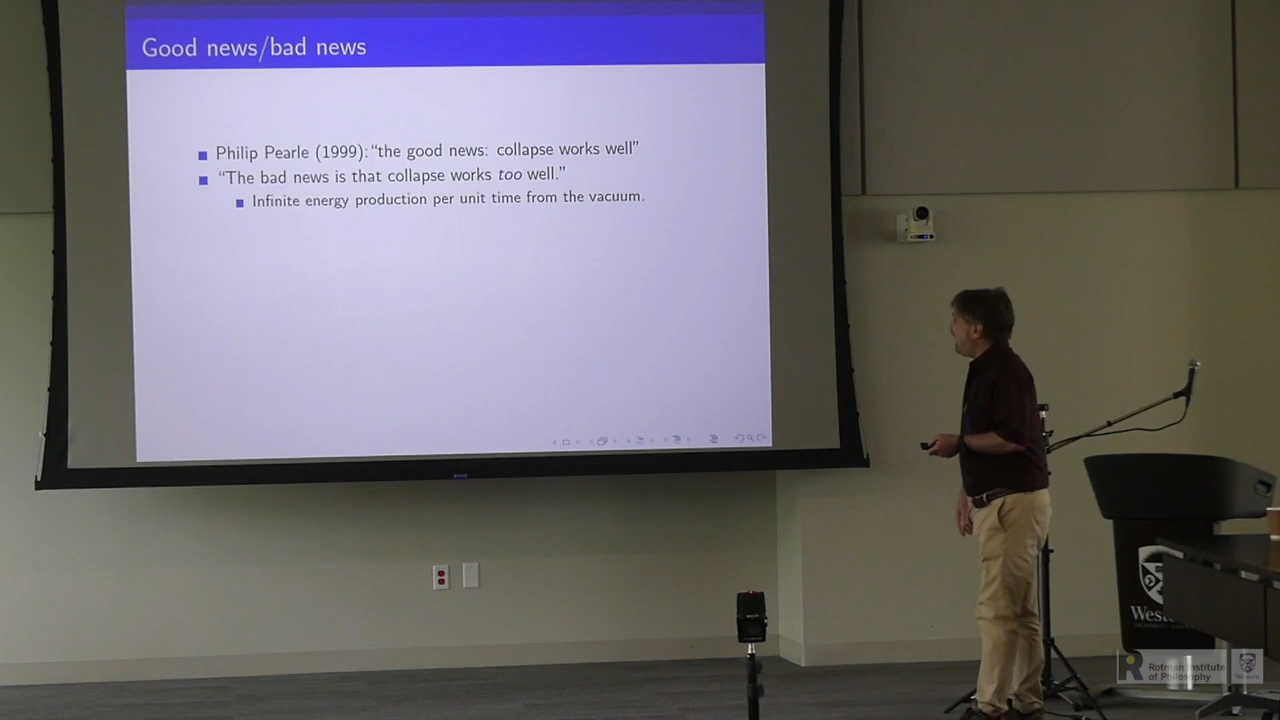 Good news/bad news
Philip Pearle (1999):“the good news: collapse works well”
“The bad news is that collapse works too well.”
Infinite energy production per unit time from the vacuum.
Rotman Institute
of Philosophy